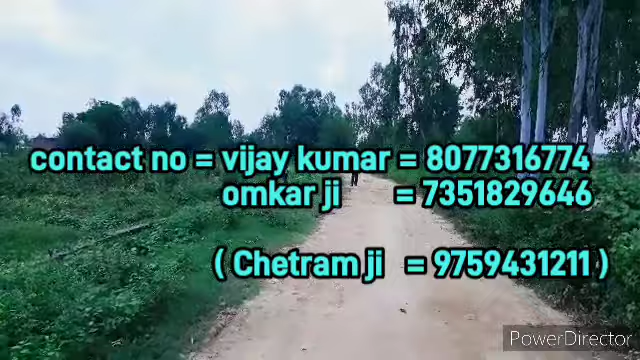 contact no = vijay kumar = 8077316774
omkar ji = 7351829646
( Chetram ji = 9759431211 )
PowerDirector